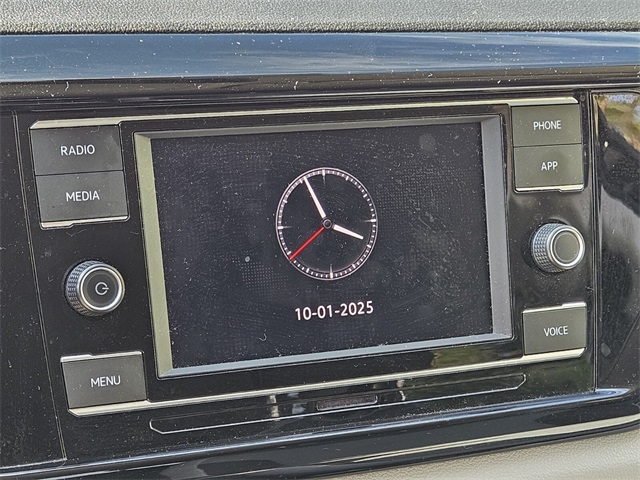 RADIO
MEDIA
MENU
10-01-2025
PHONE
APP
VOICE